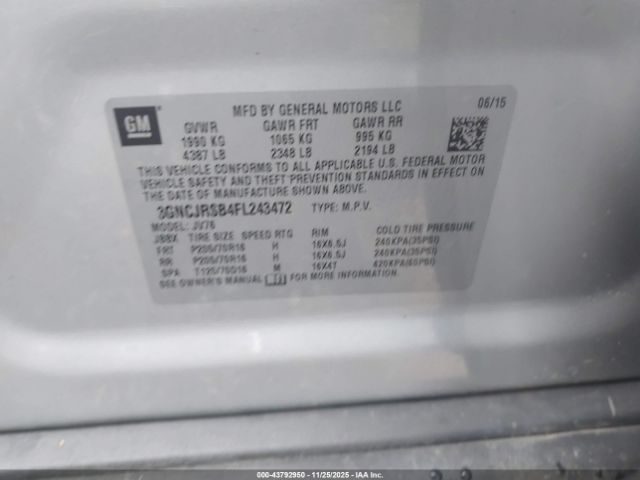 MFD BY GENERAL MOTORS LLC 06/15
GM
GVWR GAWR FRT GAWR RR
1990 KG 1065 KG 995 KG
4387 LB 2348 LB 2194 LB
THIS VEHICLE CONFORMS TO ALL APPLICABLE U.S. FEDERAL MOTOR
VEHICLE SAFETY AND THEFT PREVENTION STANDARDS IN EFFECT ON
THE DATE OF MANUFACTURE SHOWN ABOVE.
3GNCJRSB4FL243472 TYPE: M.P.V.
MODEL: JV76
TIRE SIZE SPEED RTG RIM COLD TIRE PRESSURE
FRT P205/70R16 H 16X6.5J 240KPA(35PSI)
RR P205/70R16 H 16X6.5J 240KPA(35PSI)
SPA T125/70D16 M 16X4T 420KPA(60PSI)
SEE OWNER'S MANUAL FOR MORE INFORMATION.
000-43792950 - 11/25/2025 - IAA Inc.